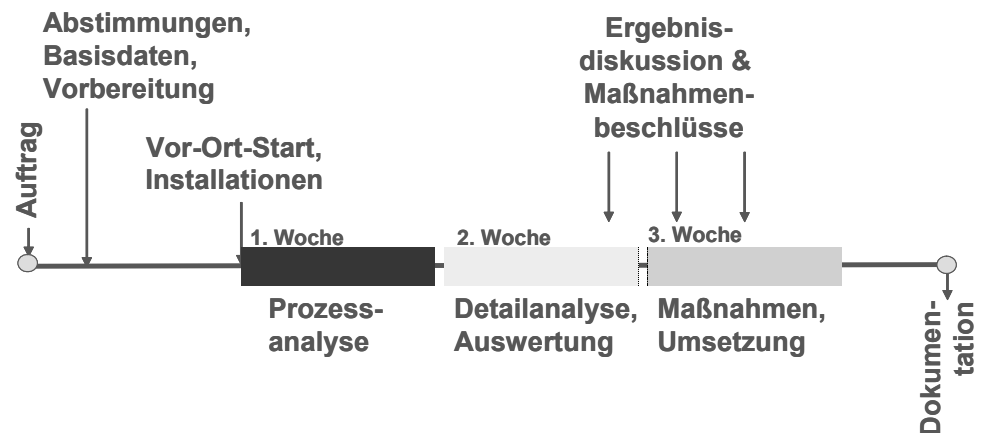 Abstimmungen,
Basisdaten,
Vorbereitung
Ergebnis-
diskussion &
Maßnahmen-
beschlüsse
Auftrag
Vor-Ort-Start,
Installationen
1. Woche
2. Woche
3. Woche
Prozess-
analyse
Detailanalyse,
Auswertung
Maßnahmen,
Umsetzung
Dokumen-
tation